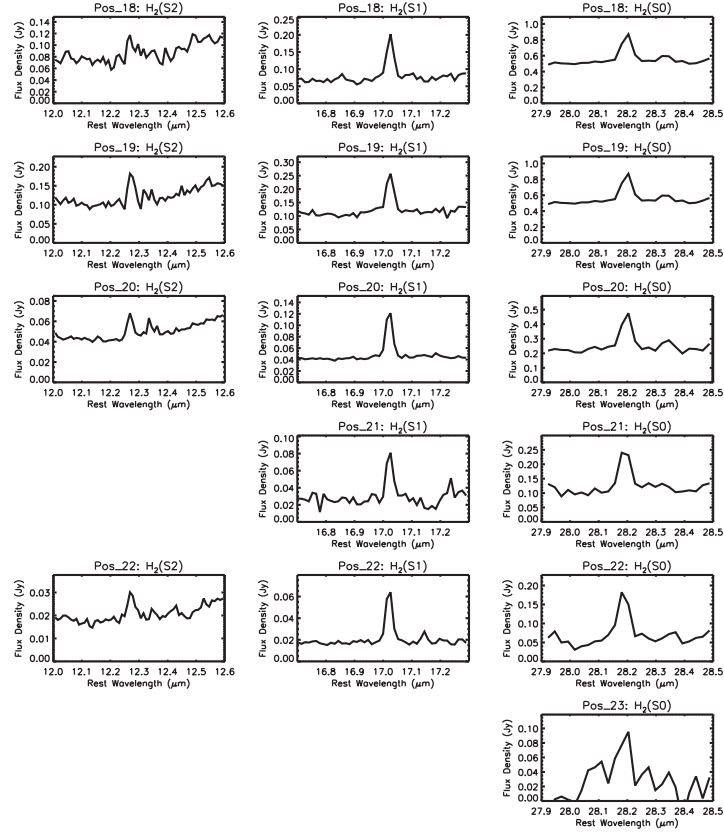 Pos_18: H₂(S2)
Flux Density (Jy)
0.14
0.12
0.10
0.08
0.06
0.04
0.02
0.00
12.0 12.1 12.2 12.3 12.4 12.5 12.6
Rest Wavelength (μm)
Pos_18: H₂(S1)
Flux Density (Jy)
0.25
0.20
0.15
0.10
0.05
0.00
16.8 16.9 17.0 17.1 17.2
Rest Wavelength (μm)
Pos_18: H₂(S0)
Flux Density (Jy)
1.0
0.8
0.6
0.4
0.2
0.0
27.9 28.0 28.1 28.2 28.3 28.4 28.5
Rest Wavelength (μm)
Pos_19: H₂(S2)
Flux Density (Jy)
0.20
0.15
0.10
0.05
0.00
12.0 12.1 12.2 12.3 12.4 12.5 12.6
Rest Wavelength (μm)
Pos_19: H₂(S1)
Flux Density (Jy)
0.30
0.25
0.20
0.15
0.10
0.05
0.00
16.8 16.9 17.0 17.1 17.2
Rest Wavelength (μm)
Pos_19: H₂(S0)
Flux Density (Jy)
1.0
0.8
0.6
0.4
0.2
0.0
27.9 28.0 28.1 28.2 28.3 28.4 28.5
Rest Wavelength (μm)
Pos_20: H₂(S2)
Flux Density (Jy)
0.08
0.06
0.04
0.02
0.00
12.0 12.1 12.2 12.3 12.4 12.5 12.6
Rest Wavelength (μm)
Pos_20: H₂(S1)
Flux Density (Jy)
0.14
0.12
0.10
0.08
0.06
0.04
0.02
0.00
16.8 16.9 17.0 17.1 17.2
Rest Wavelength (μm)
Pos_20: H₂(S0)
Flux Density (Jy)
0.5
0.4
0.3
0.2
0.1
0.0
27.9 28.0 28.1 28.2 28.3 28.4 28.5
Rest Wavelength (μm)
Pos_21: H₂(S1)
Flux Density (Jy)
0.10
0.08
0.06
0.04
0.02
0.00
16.8 16.9 17.0 17.1 17.2
Rest Wavelength (μm)
Pos_21: H₂(S0)
Flux Density (Jy)
0.25
0.20
0.15
0.10
0.05
0.00
27.9 28.0 28.1 28.2 28.3 28.4 28.5
Rest Wavelength (μm)
Pos_22: H₂(S2)
Flux Density (Jy)
0.03
0.02
0.01
0.00
12.0 12.1 12.2 12.3 12.4 12.5 12.6
Rest Wavelength (μm)
Pos_22: H₂(S1)
Flux Density (Jy)
0.06
0.04
0.02
0.00
16.8 16.9 17.0 17.1 17.2
Rest Wavelength (μm)
Pos_22: H₂(S0)
Flux Density (Jy)
0.20
0.15
0.10
0.05
0.00
27.9 28.0 28.1 28.2 28.3 28.4 28.5
Rest Wavelength (μm)
Pos_23: H₂(S0)
Flux Density (Jy)
0.10
0.08
0.06
0.04
0.02
0.00
27.9 28.0 28.1 28.2 28.3 28.4 28.5
Rest Wavelength (μm)